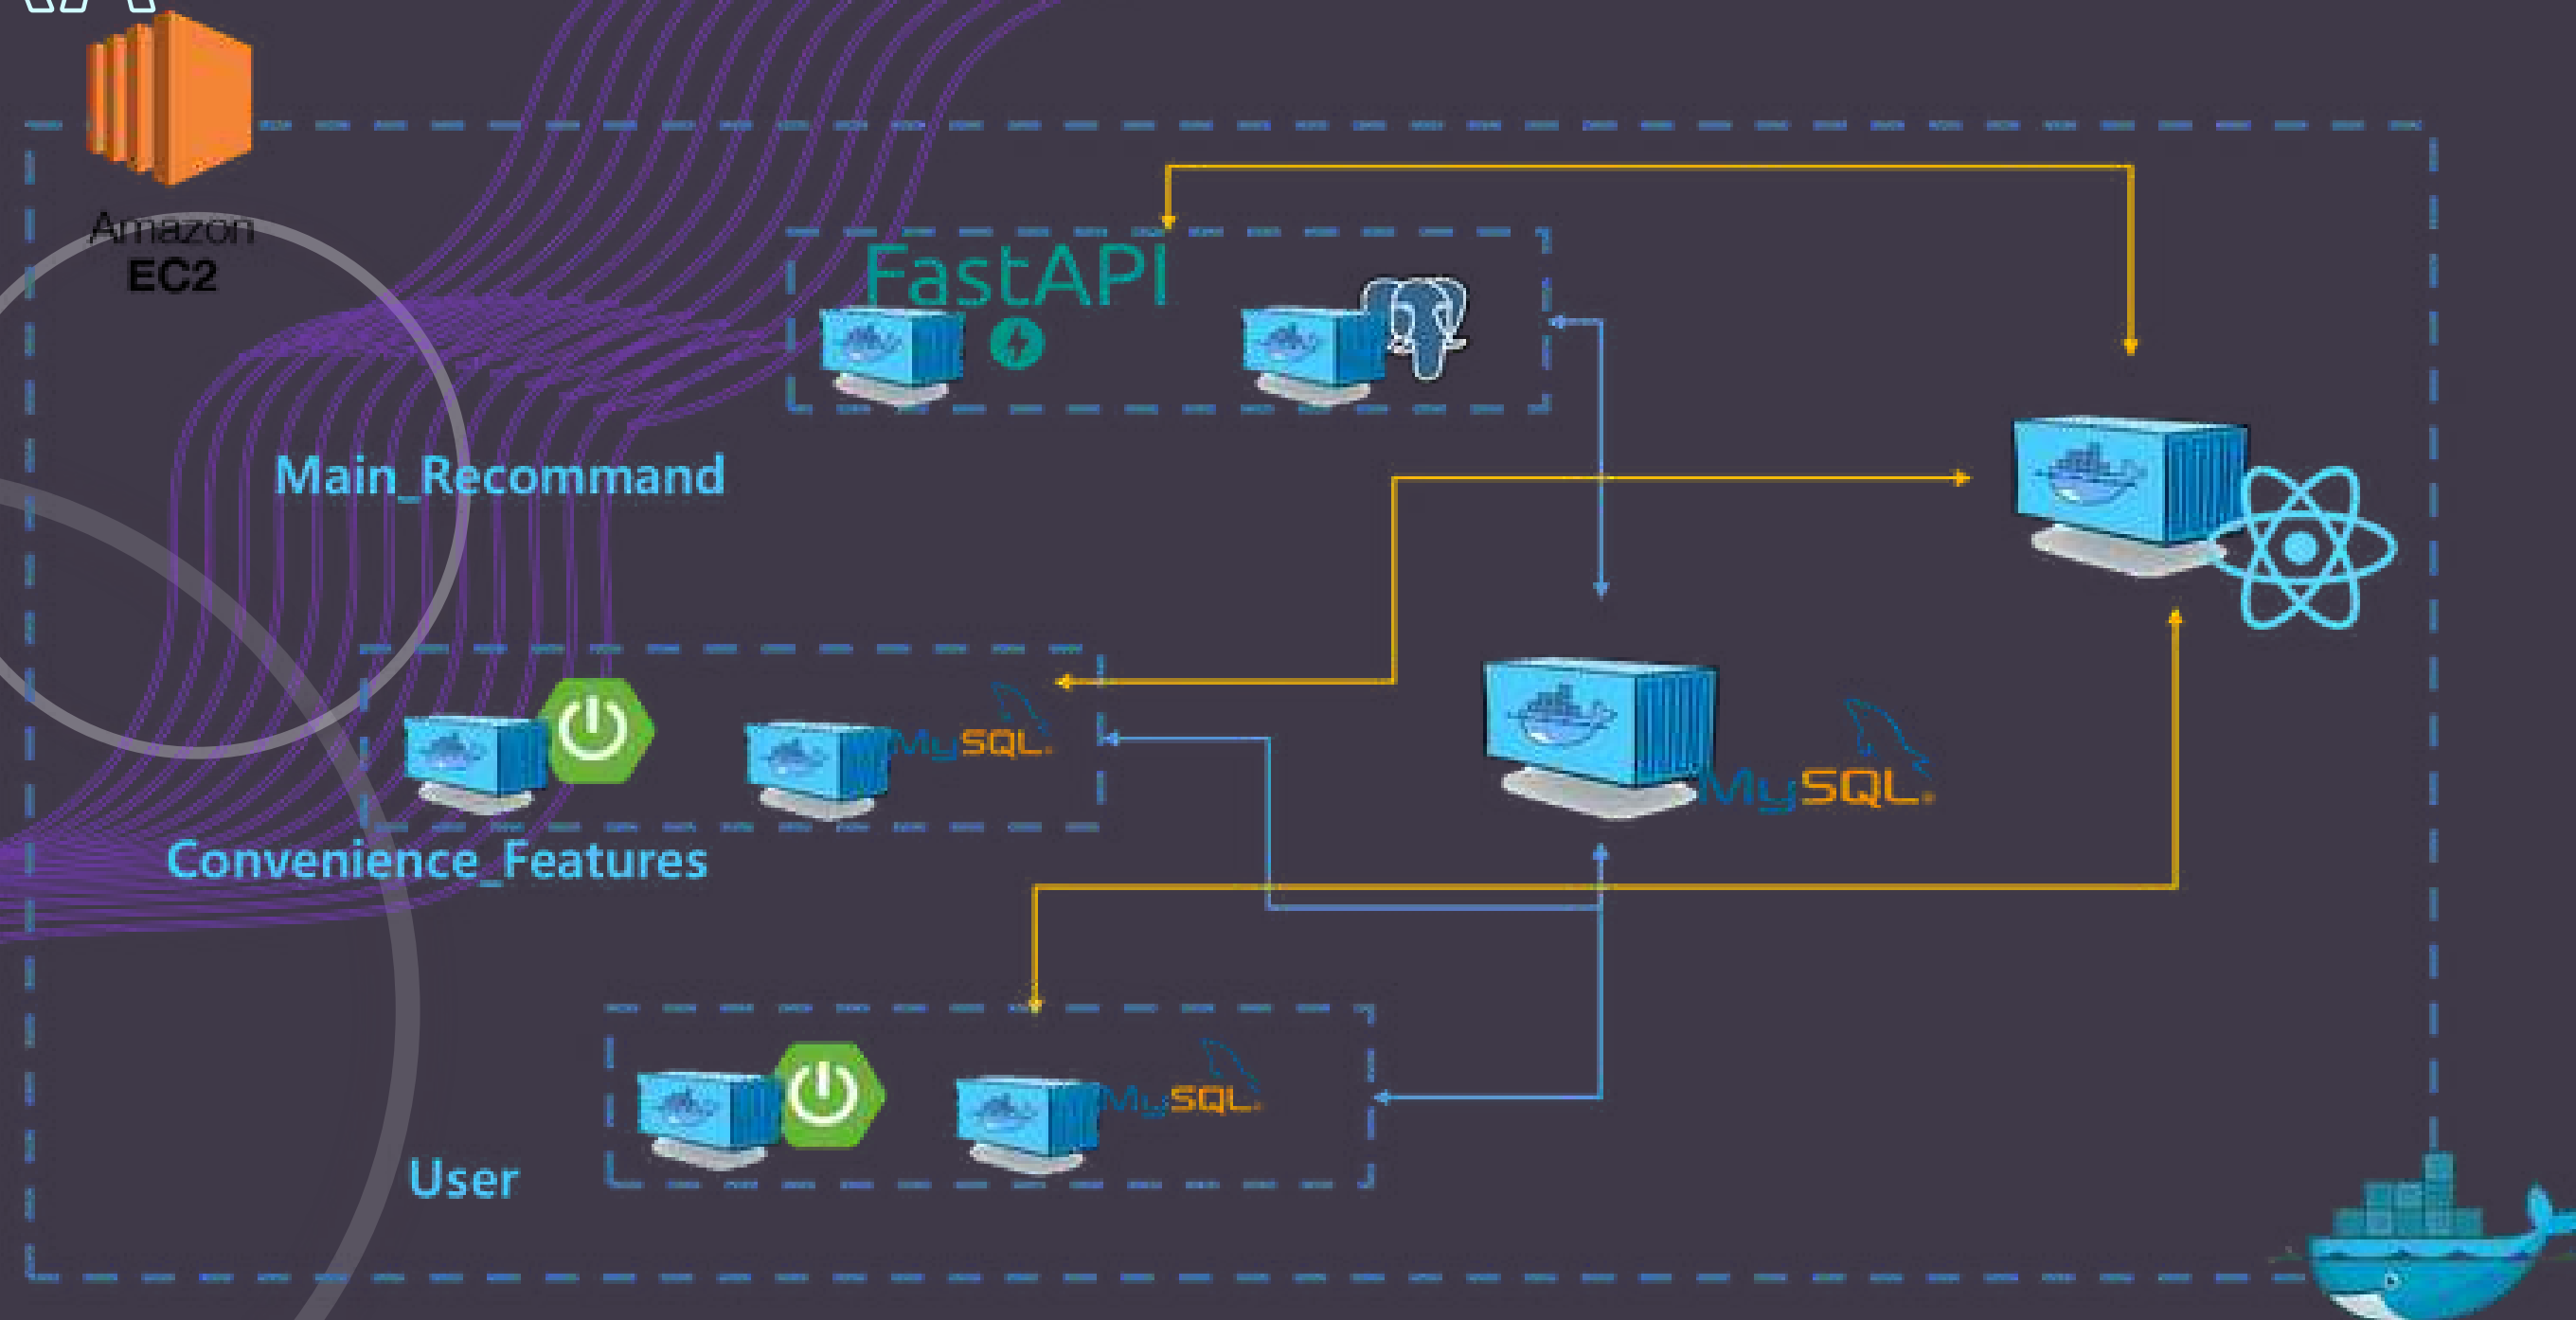 Amazon
EC2
FastAPI
Main_Recommand
MySQL
MySQL
Convenience_Features
MySQL
User